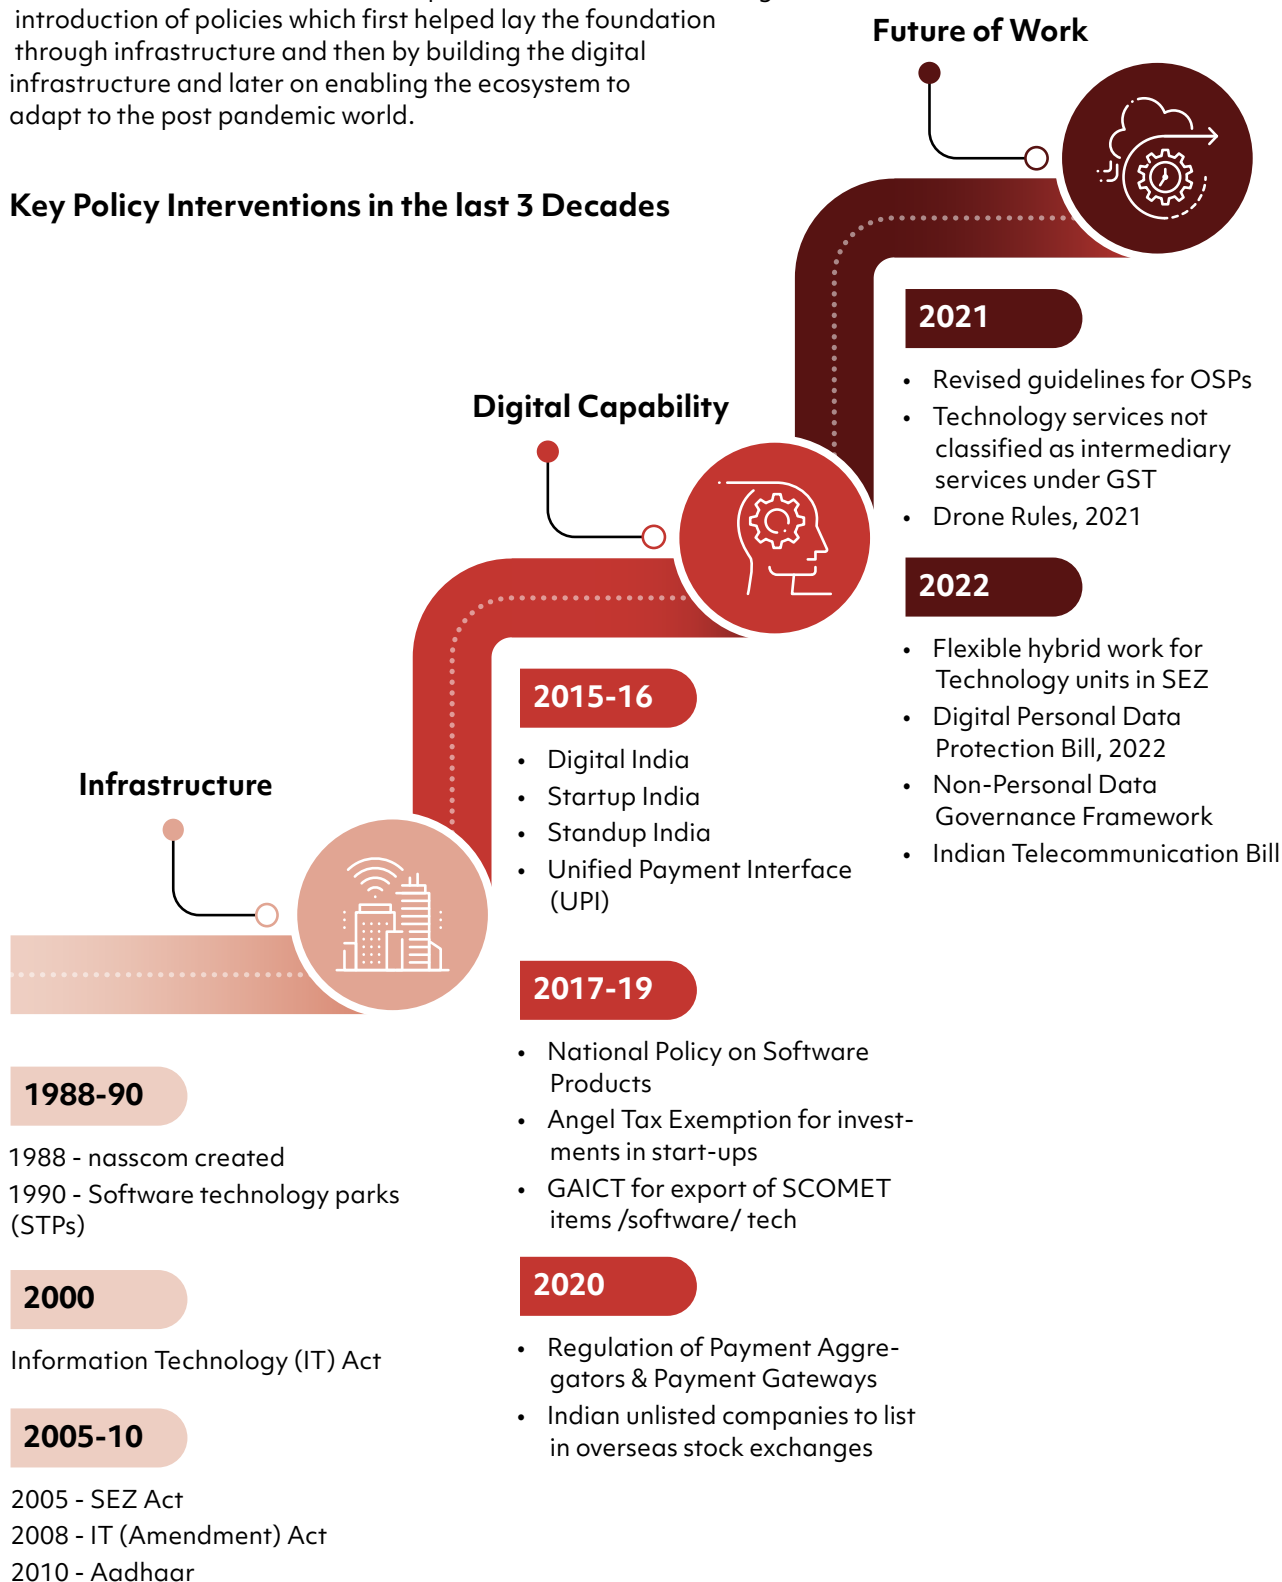 introduction of policies which first helped lay the foundation
through infrastructure and then by building the digital
infrastructure and later on enabling the ecosystem to
adapt to the post pandemic world.
Key Policy Interventions in the last 3 Decades
Infrastructure
1988-90
1988 - nasscom created
1990 - Software technology parks
(STPs)
2000
Information Technology (IT) Act
2005-10
2005 - SEZ Act
2008 - IT (Amendment) Act
2010 - Aadhaar
Digital Capability
2015-16
• Digital India
• Startup India
• Standup India
• Unified Payment Interface
(UPI)
2017-19
• National Policy on Software
Products
• Angel Tax Exemption for invest-
ments in start-ups
• GAICT for export of SCOMET
items /software/ tech
2020
• Regulation of Payment Aggre-
gators & Payment Gateways
• Indian unlisted companies to list
in overseas stock exchanges
Future of Work
2021
• Revised guidelines for OSPs
• Technology services not
classified as intermediary
services under GST
• Drone Rules, 2021
2022
• Flexible hybrid work for
Technology units in SEZ
• Digital Personal Data
Protection Bill, 2022
• Non-Personal Data
Governance Framework
• Indian Telecommunication Bill